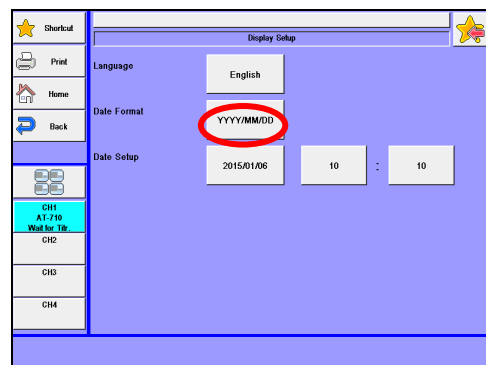 Shortcut
Display Setup
Print
Language
English
Home
Date Format
YYYY/MM/DD
Back
Date Setup
2015/01/06 10 : 10
CH1
AT-710
Wait for Titr.
CH2
CH3
CH4